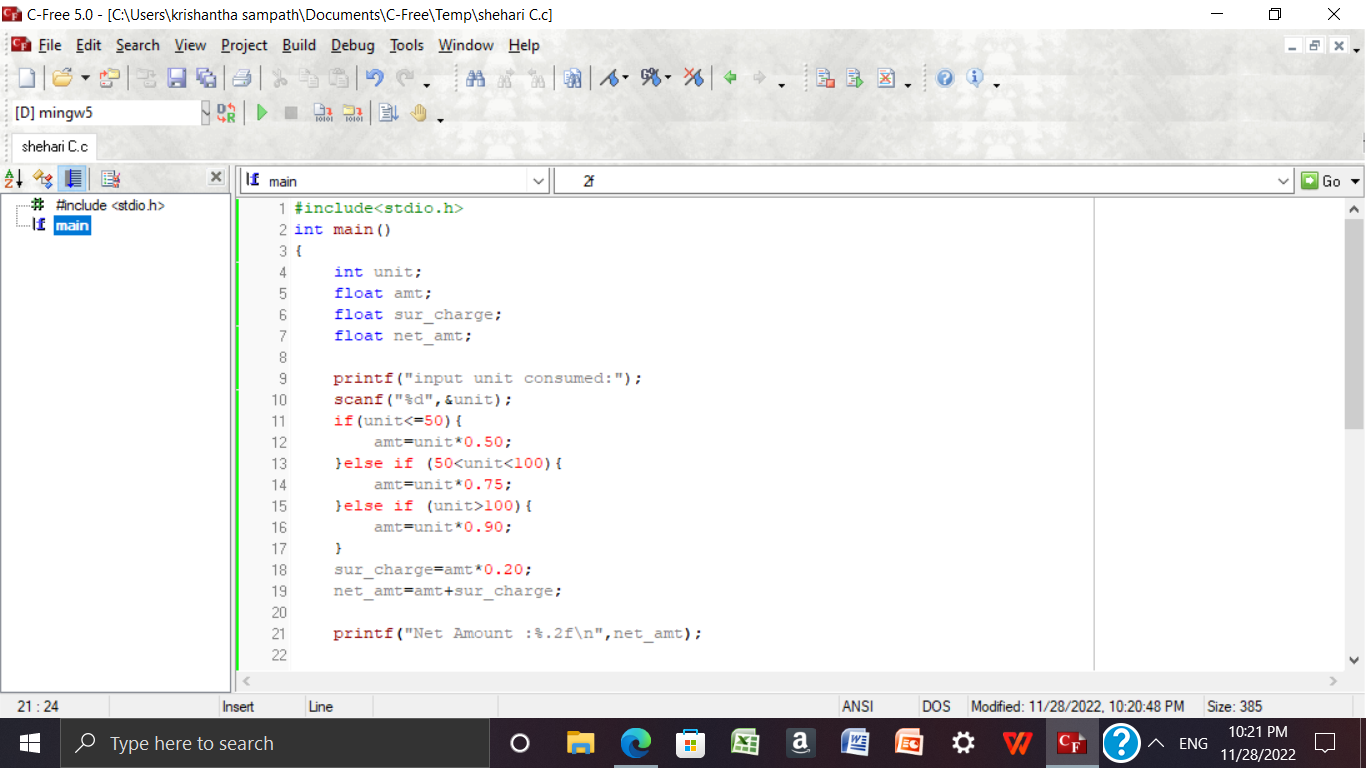 C-Free 5.0 - [C:\Users\krishantha sampath\Documents\C-Free\Temp\shehari C.c]
File Edit Search View Project Build Debug Tools Window Help
[D] mingw5
shehari C.c
main
2f
Go
#include <stdio.h>
main
1 #include<stdio.h>
2 int main()
3 {
4 int unit;
5 float amt;
6 float sur_charge;
7 float net_amt;
8
9 printf("input unit consumed:");
10 scanf("%d",&unit);
11 if(unit<=50){
12 amt=unit*0.50;
13 }else if (50<unit<100){
14 amt=unit*0.75;
15 }else if (unit>100){
16 amt=unit*0.90;
17 }
18 sur_charge=amt*0.20;
19 net_amt=amt+sur_charge;
20
21 printf("Net Amount :%.2f\n",net_amt);
22
21 : 24 Insert Line ANSI DOS Modified: 11/28/2022, 10:20:48 PM Size: 385
Type here to search
ENG
10:21 PM
11/28/2022